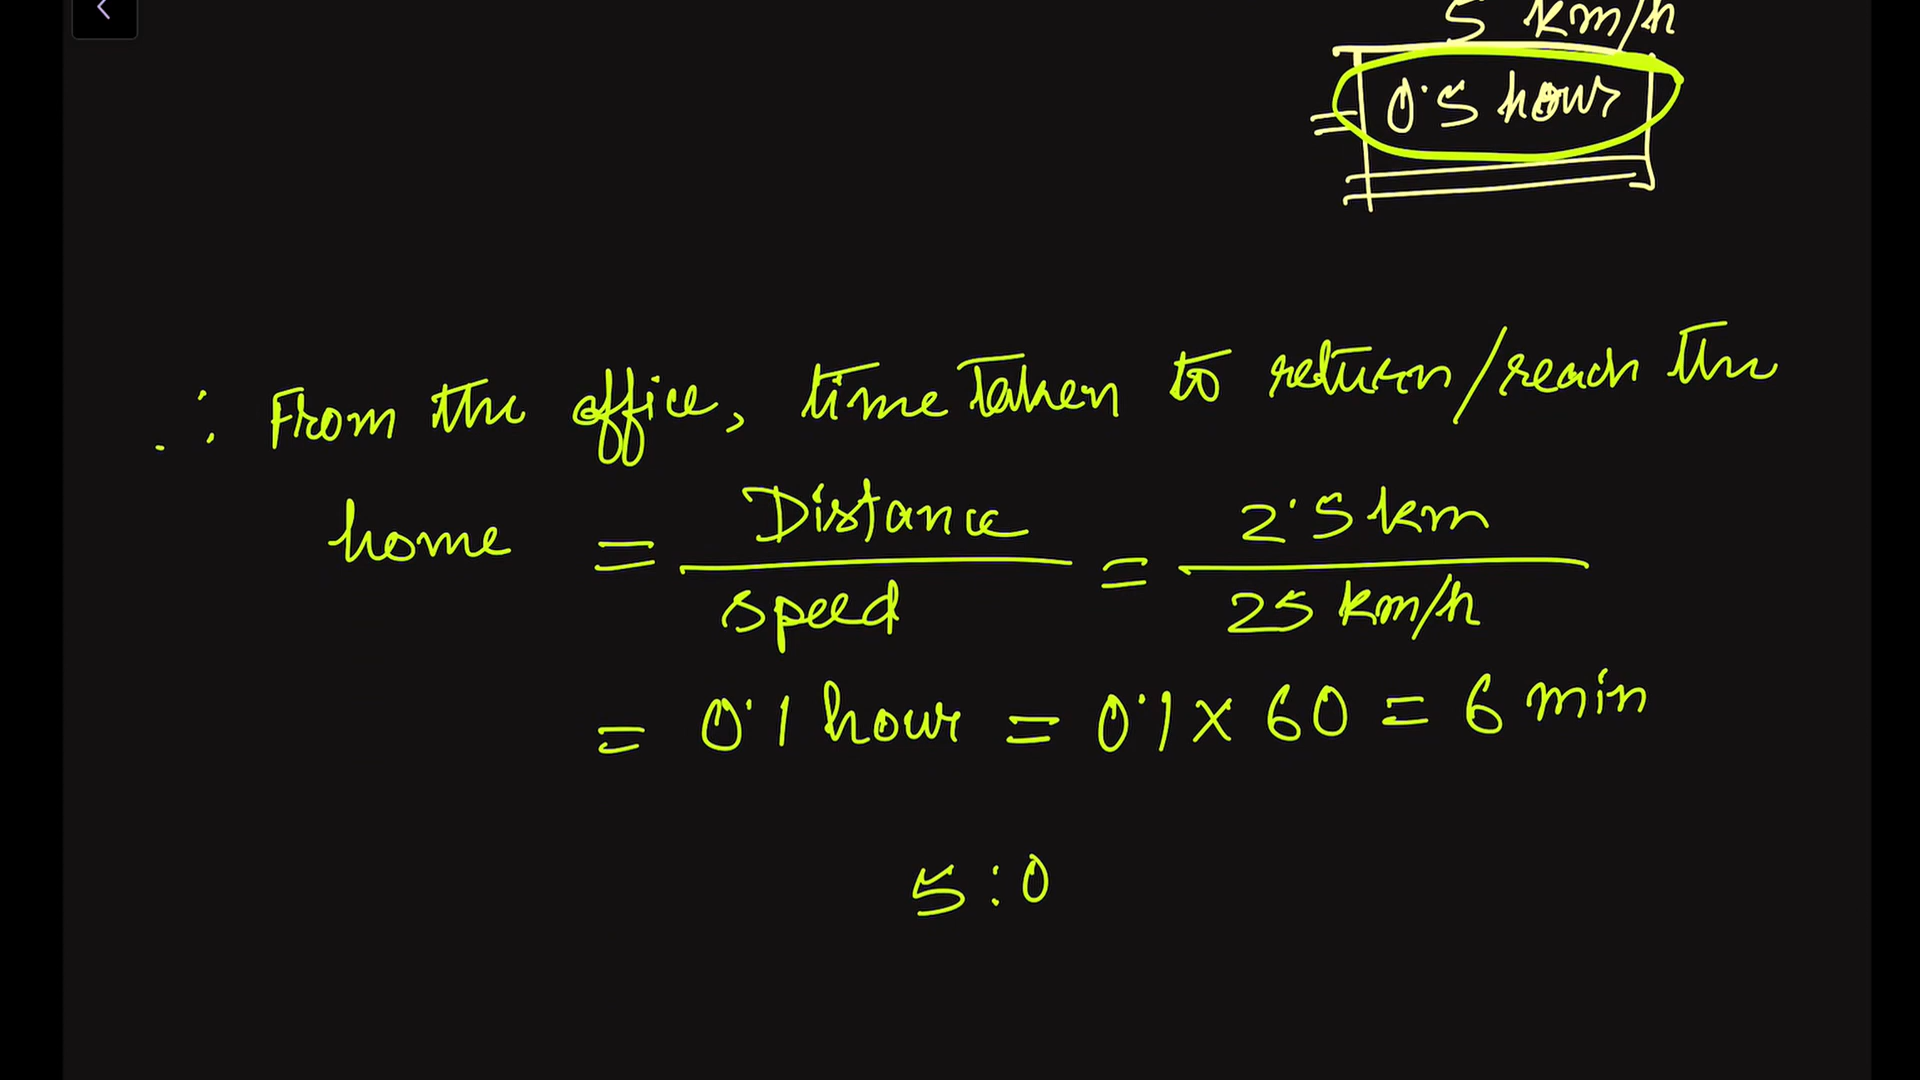 5 km/h
= 0.5 hour
∴ From the office, time taken to return/reach the
home = Distance / speed = 2.5 km / 25 km/h
= 0.1 hour = 0.1 × 60 = 6 min
5:0